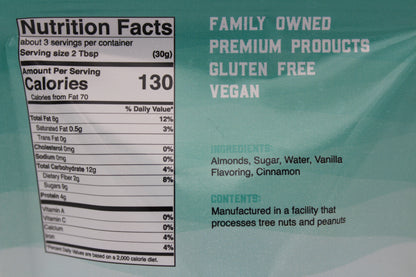 Nutrition Facts
about 3 servings per container
Serving size 2 Tbsp (30g)
Amount Per Serving
Calories 130
Calories from Fat 70
% Daily Value*
Total Fat 8g 12%
Saturated Fat 0.5g 3%
Trans Fat 0g
Cholesterol 0mg 0%
Sodium 0mg 0%
Total Carbohydrate 12g 4%
Dietary Fiber 2g 8%
Sugars 9g
Protein 4g
Vitamin A 0%
Vitamin C 0%
Calcium 4%
Iron 4%
*Percent Daily Values are based on a 2,000 calorie diet.
FAMILY OWNED
PREMIUM PRODUCTS
GLUTEN FREE
VEGAN
INGREDIENTS:
Almonds, Sugar, Water, Vanilla
Flavoring, Cinnamon
CONTENTS:
Manufactured in a facility that
processes tree nuts and peanuts